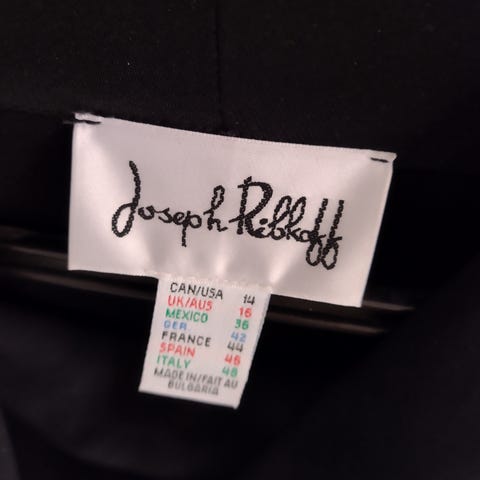 Joseph Ribkoff
CAN/USA 14
UK/AUS 16
MEXICO 36
GER. 42
FRANCE 44
SPAIN 46
ITALY 48
MADE IN/FAIT AU
BULGARIA